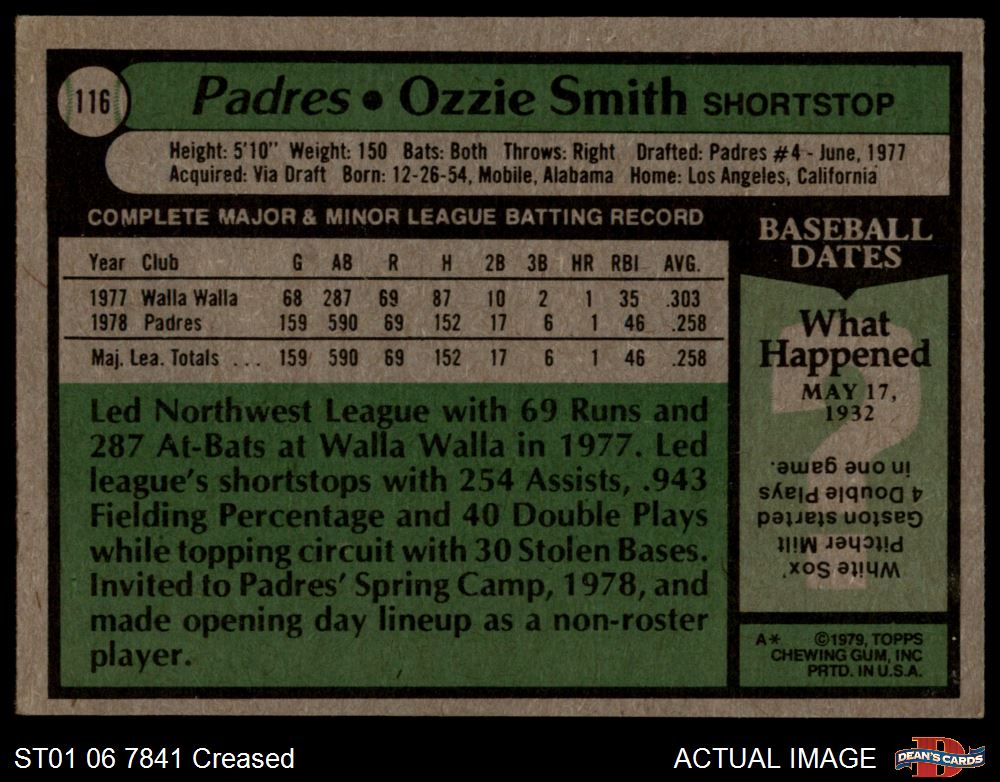 116
Padres • Ozzie Smith SHORTSTOP
Height: 5'10" Weight: 150 Bats: Both Throws: Right Drafted: Padres #4 - June, 1977
Acquired: Via Draft Born: 12-26-54, Mobile, Alabama Home: Los Angeles, California
COMPLETE MAJOR & MINOR LEAGUE BATTING RECORD
Year Club G AB R H 2B 3B HR RBI AVG.
1977 Walla Walla 68 287 69 87 10 2 1 35 .303
1978 Padres 159 590 69 152 17 6 1 46 .258
Maj. Lea. Totals ... 159 590 69 152 17 6 1 46 .258
Led Northwest League with 69 Runs and
287 At-Bats at Walla Walla in 1977. Led
league's shortstops with 254 Assists, .943
Fielding Percentage and 40 Double Plays
while topping circuit with 30 Stolen Bases.
Invited to Padres' Spring Camp, 1978, and
made opening day lineup as a non-roster
player.
BASEBALL
DATES
What
Happened
MAY 17,
1932
?
White Sox'
Pitcher Milt
Gaston started
4 Double Plays
in one game.
A* ©1979, TOPPS
CHEWING GUM, INC
PRTD. IN U.S.A.
ST01 06 7841 Creased
ACTUAL IMAGE
D
DEAN'S CARDS